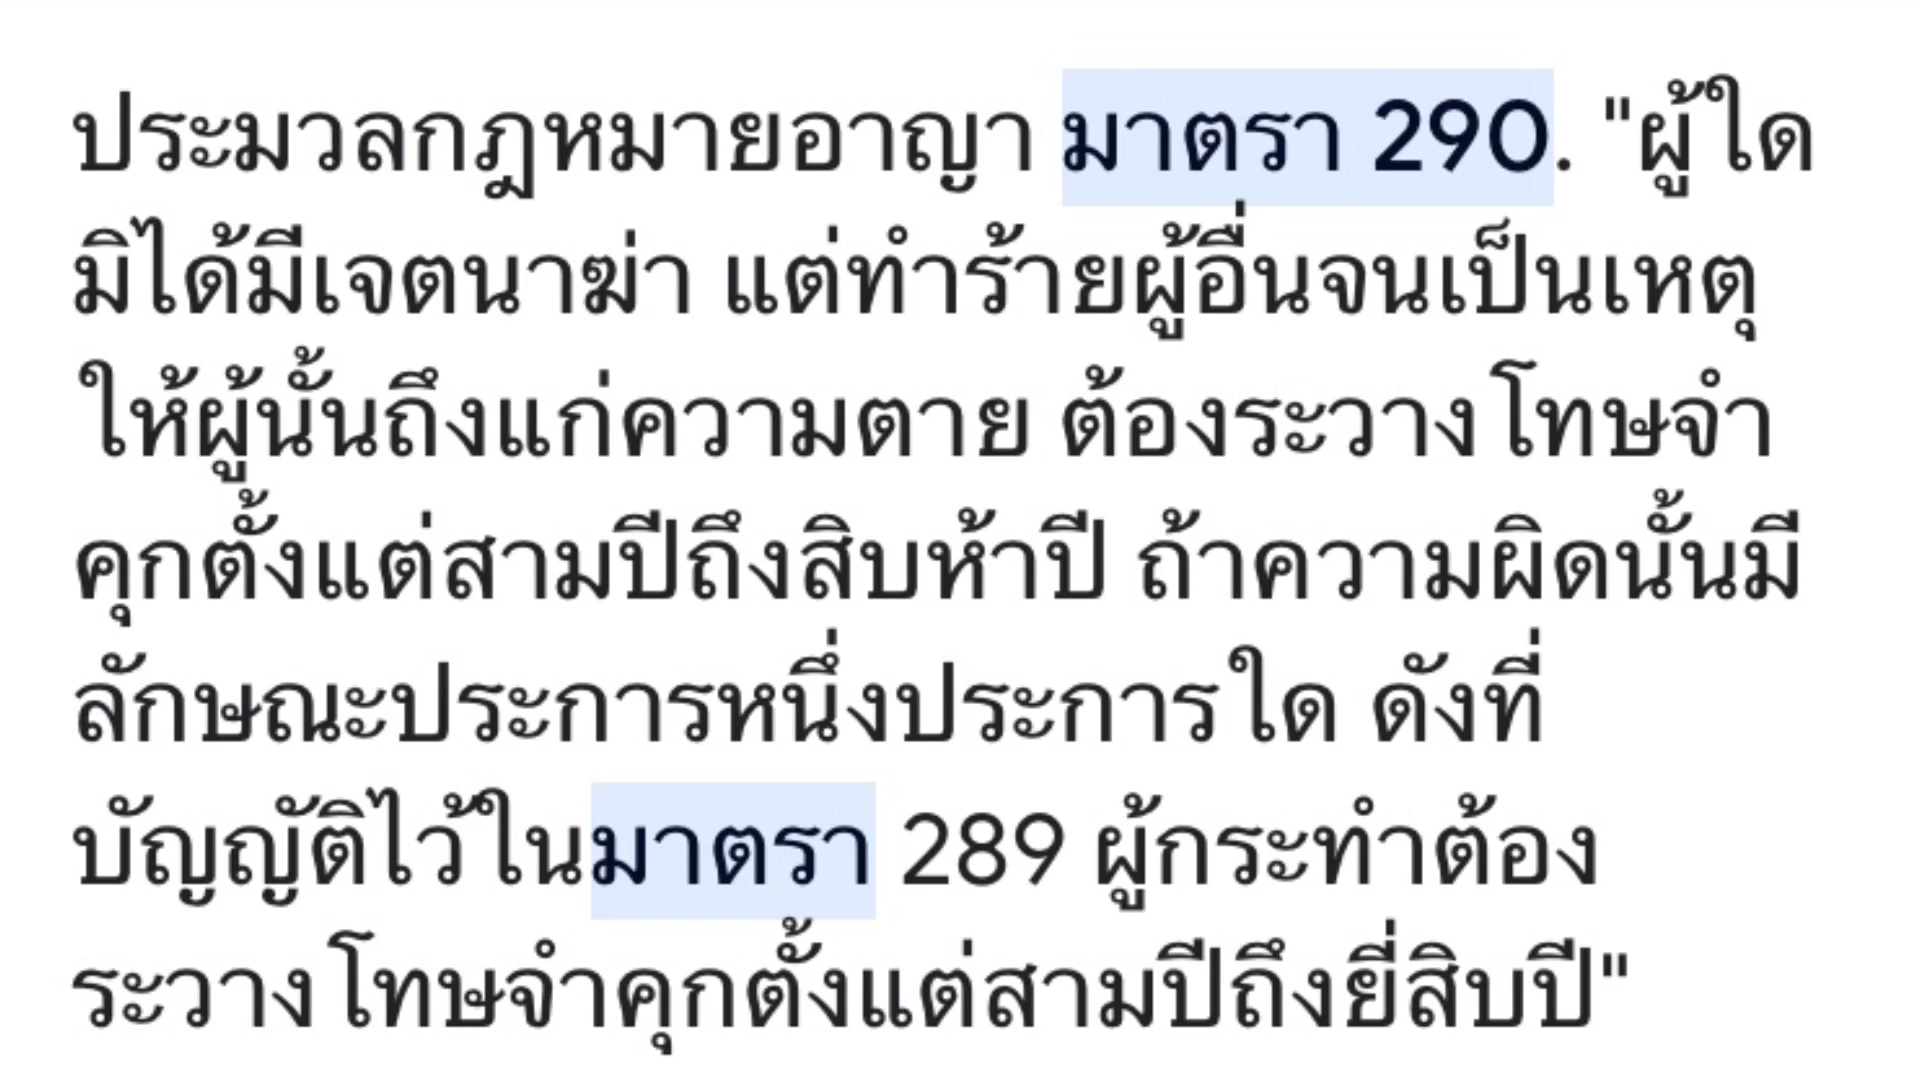 ประมวลกฎหมายอาญา มาตรา 290. "ผู้ใด
มิได้มีเจตนาฆ่า แต่ทำร้ายผู้อื่นจนเป็นเหตุ
ให้ผู้นั้นถึงแก่ความตาย ต้องระวางโทษจำ
คุกตั้งแต่สามปีถึงสิบห้าปี ถ้าความผิดนั้นมี
ลักษณะประการหนึ่งประการใด ดังที่
บัญญัติไว้ในมาตรา 289 ผู้กระทำต้อง
ระวางโทษจำคุกตั้งแต่สามปีถึงยี่สิบปี"